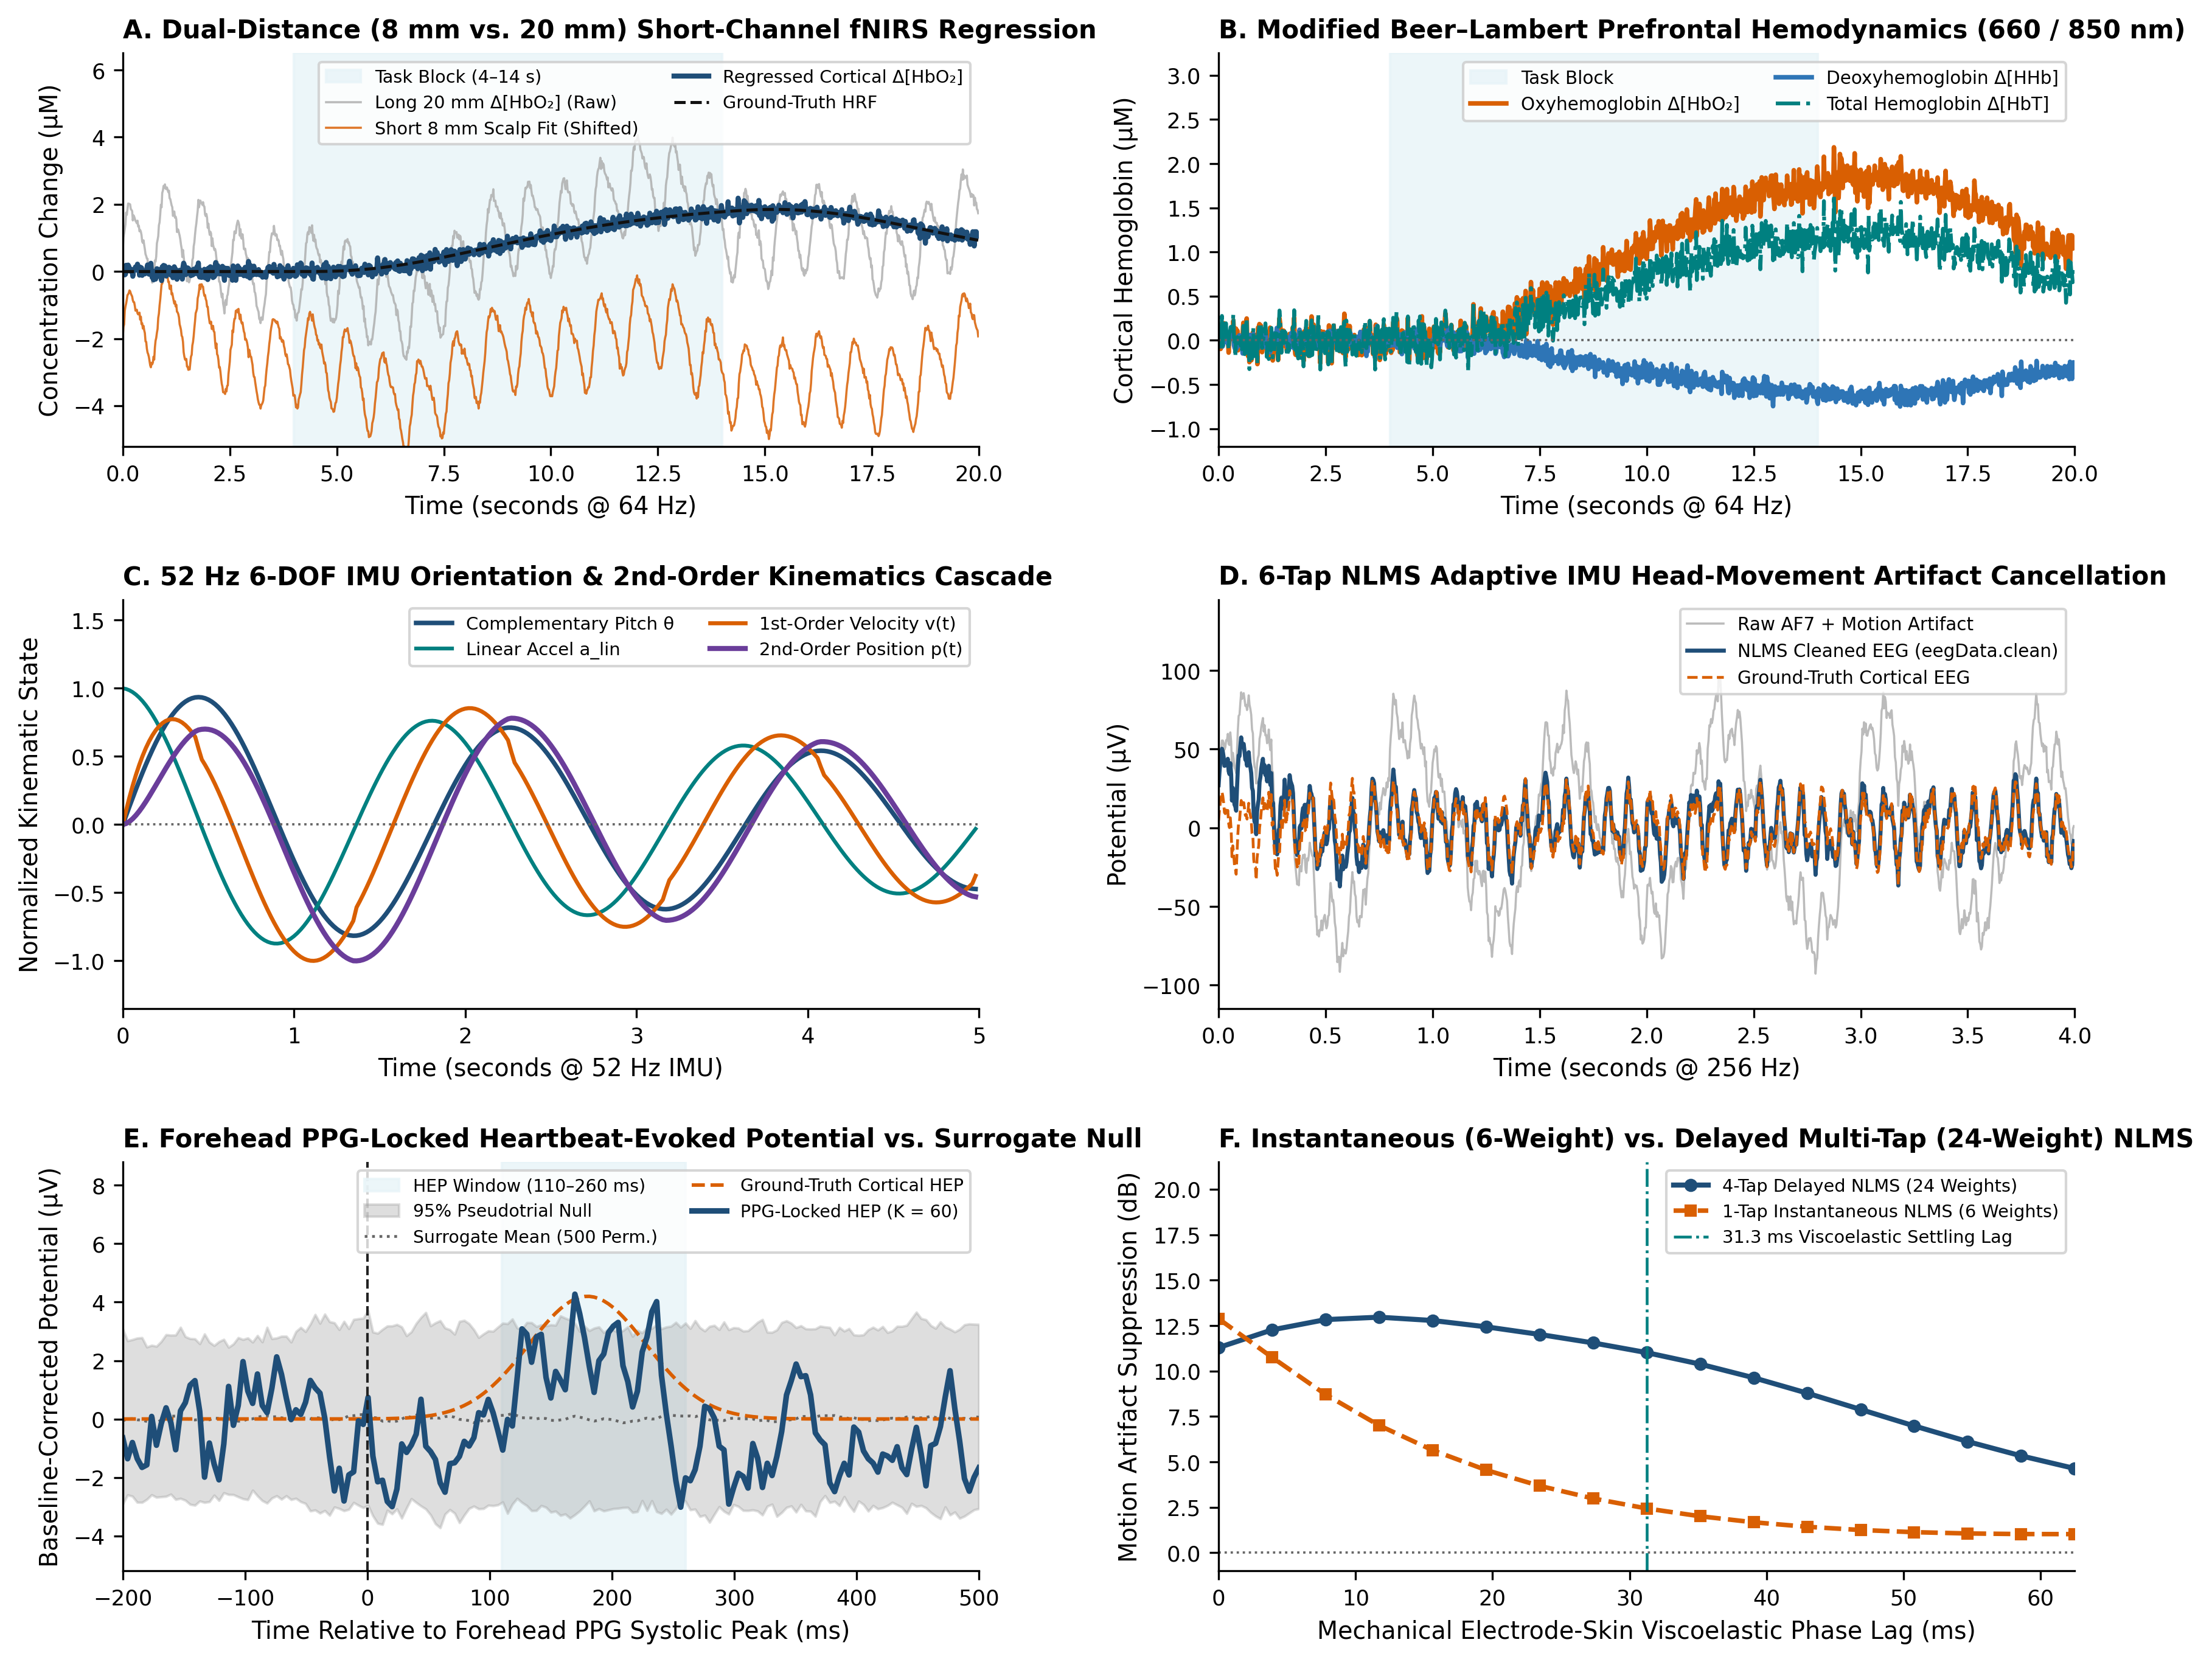 A. Dual-Distance (8 mm vs. 20 mm) Short-Channel fNIRS Regression
Concentration Change (µM)
6
4
2
0
−2
−4
Task Block (4–14 s)
Long 20 mm Δ[HbO₂] (Raw)
Short 8 mm Scalp Fit (Shifted)
Regressed Cortical Δ[HbO₂]
Ground-Truth HRF
0.0 2.5 5.0 7.5 10.0 12.5 15.0 17.5 20.0
Time (seconds @ 64 Hz)
B. Modified Beer–Lambert Prefrontal Hemodynamics (660 / 850 nm)
Cortical Hemoglobin (µM)
3.0
2.5
2.0
1.5
1.0
0.5
0.0
−0.5
−1.0
Task Block
Oxyhemoglobin Δ[HbO₂]
Deoxyhemoglobin Δ[HHb]
Total Hemoglobin Δ[HbT]
0.0 2.5 5.0 7.5 10.0 12.5 15.0 17.5 20.0
Time (seconds @ 64 Hz)
C. 52 Hz 6-DOF IMU Orientation & 2nd-Order Kinematics Cascade
Normalized Kinematic State
1.5
1.0
0.5
0.0
−0.5
−1.0
Complementary Pitch θ
Linear Accel a_lin
1st-Order Velocity v(t)
2nd-Order Position p(t)
0 1 2 3 4 5
Time (seconds @ 52 Hz IMU)
D. 6-Tap NLMS Adaptive IMU Head-Movement Artifact Cancellation
Potential (µV)
100
50
0
−50
−100
Raw AF7 + Motion Artifact
NLMS Cleaned EEG (eegData.clean)
Ground-Truth Cortical EEG
0.0 0.5 1.0 1.5 2.0 2.5 3.0 3.5 4.0
Time (seconds @ 256 Hz)
E. Forehead PPG-Locked Heartbeat-Evoked Potential vs. Surrogate Null
Baseline-Corrected Potential (µV)
8
6
4
2
0
−2
−4
HEP Window (110–260 ms)
95% Pseudotrial Null
Surrogate Mean (500 Perm.)
Ground-Truth Cortical HEP
PPG-Locked HEP (K = 60)
−200 −100 0 100 200 300 400 500
Time Relative to Forehead PPG Systolic Peak (ms)
F. Instantaneous (6-Weight) vs. Delayed Multi-Tap (24-Weight) NLMS
Motion Artifact Suppression (dB)
20.0
17.5
15.0
12.5
10.0
7.5
5.0
2.5
0.0
4-Tap Delayed NLMS (24 Weights)
1-Tap Instantaneous NLMS (6 Weights)
31.3 ms Viscoelastic Settling Lag
0 10 20 30 40 50 60
Mechanical Electrode-Skin Viscoelastic Phase Lag (ms)